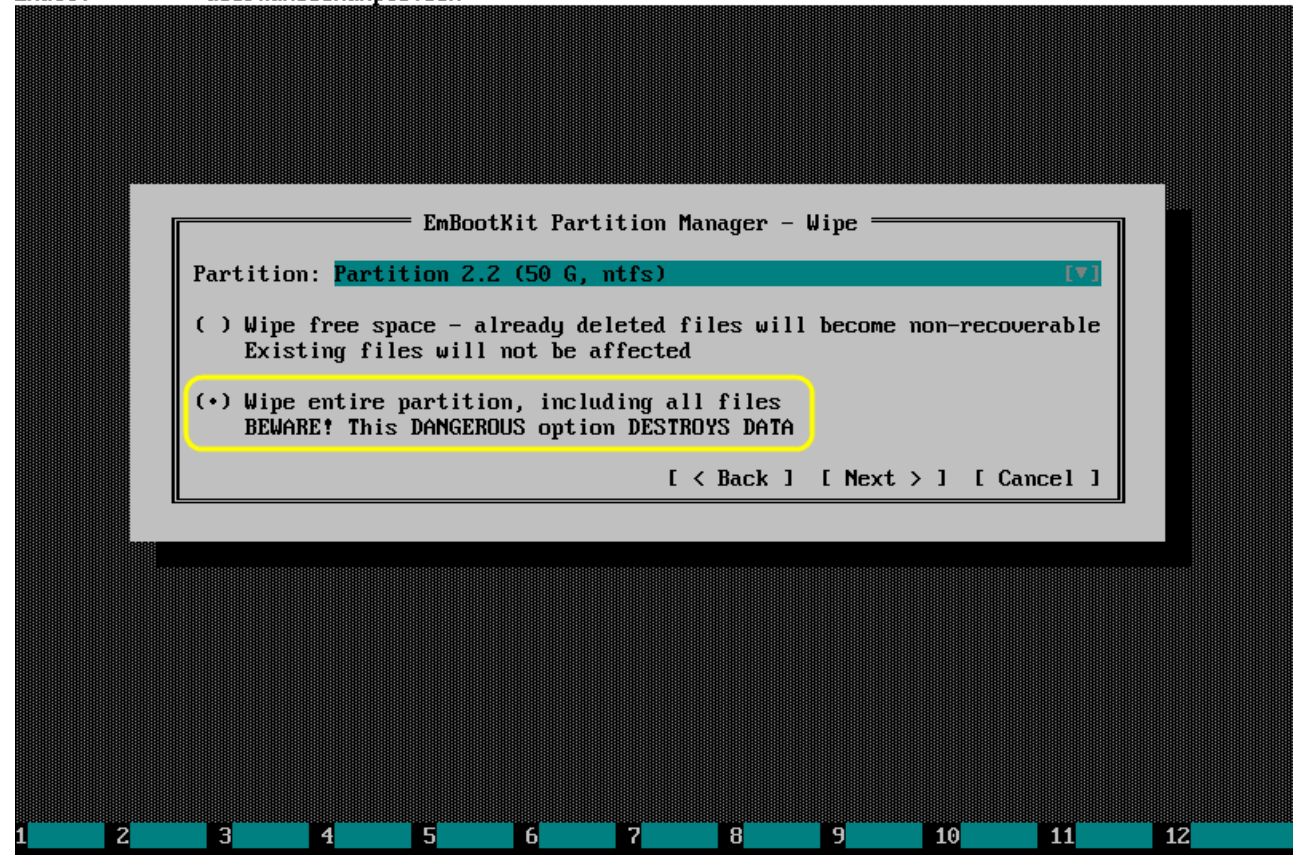 EmBootKit Partition Manager - Wipe
Partition: Partition 2.2 (50 G, ntfs) [▼]
( ) Wipe free space - already deleted files will become non-recoverable
Existing files will not be affected
(•) Wipe entire partition, including all files
BEWARE! This DANGEROUS option DESTROYS DATA
[ < Back ] [ Next > ] [ Cancel ]
1 2 3 4 5 6 7 8 9 10 11 12